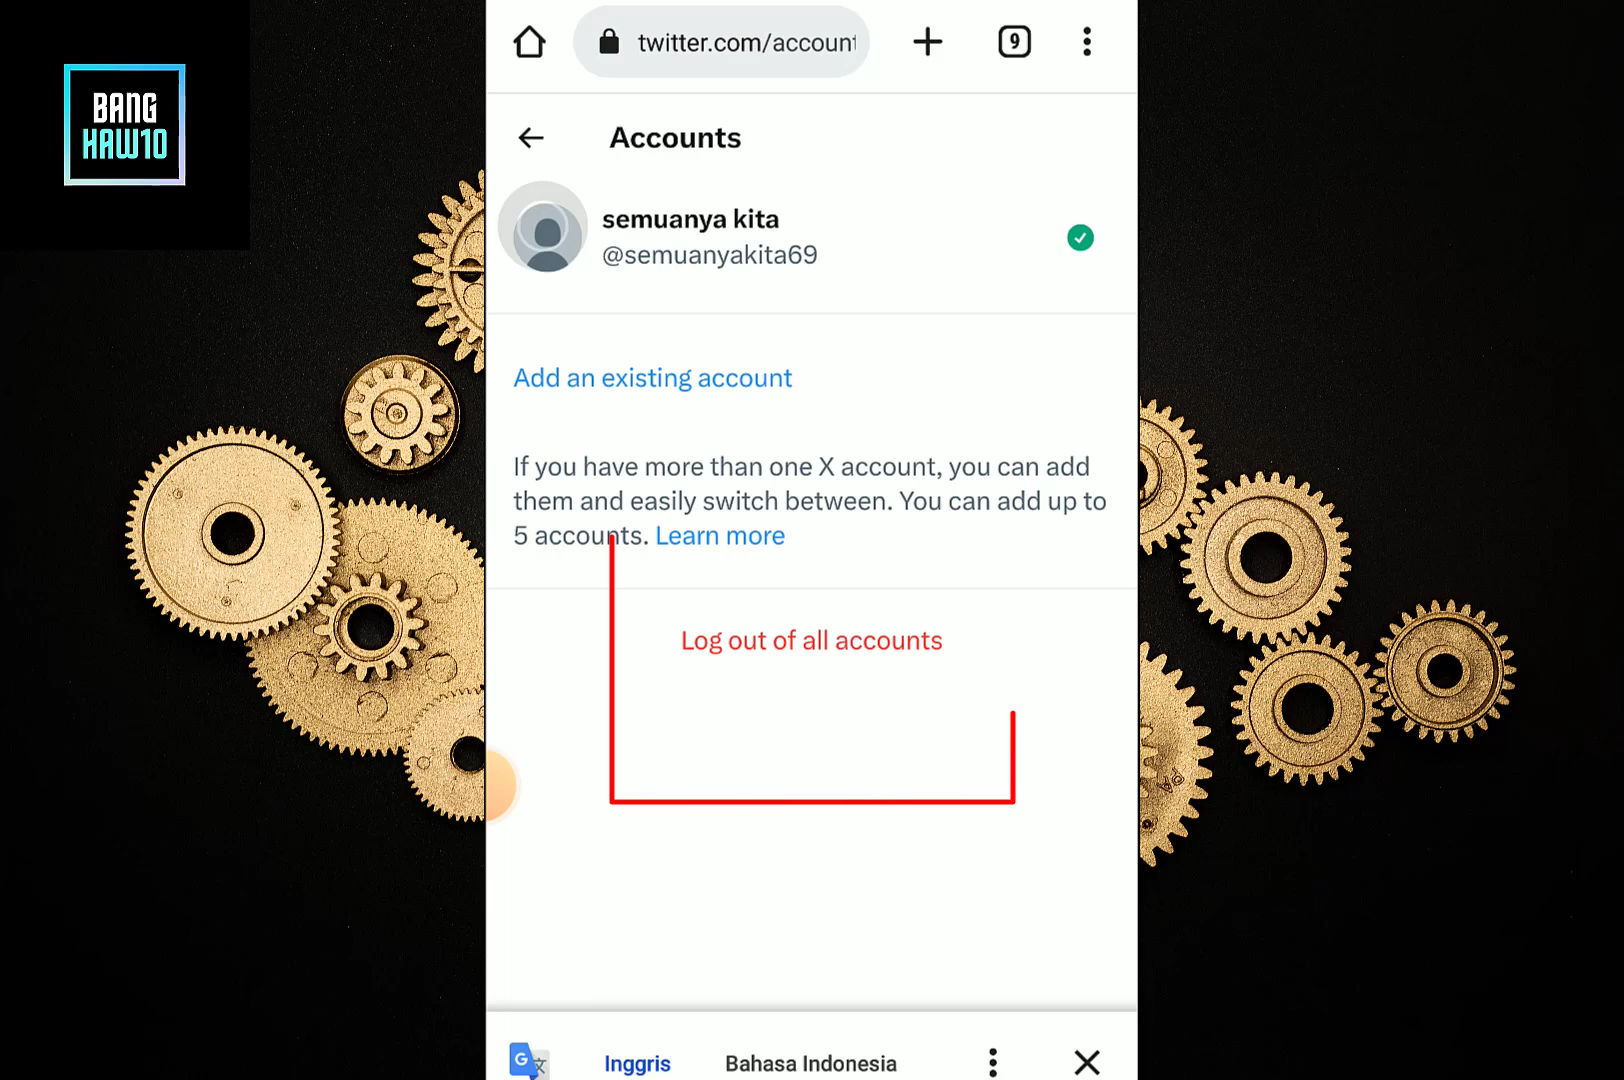 BANG
HAW10
twitter.com/account
9
Accounts
semuanya kita
@semuanyakita69
Add an existing account
If you have more than one X account, you can add
them and easily switch between. You can add up to
5 accounts. Learn more
Log out of all accounts
G 文
Inggris
Bahasa Indonesia